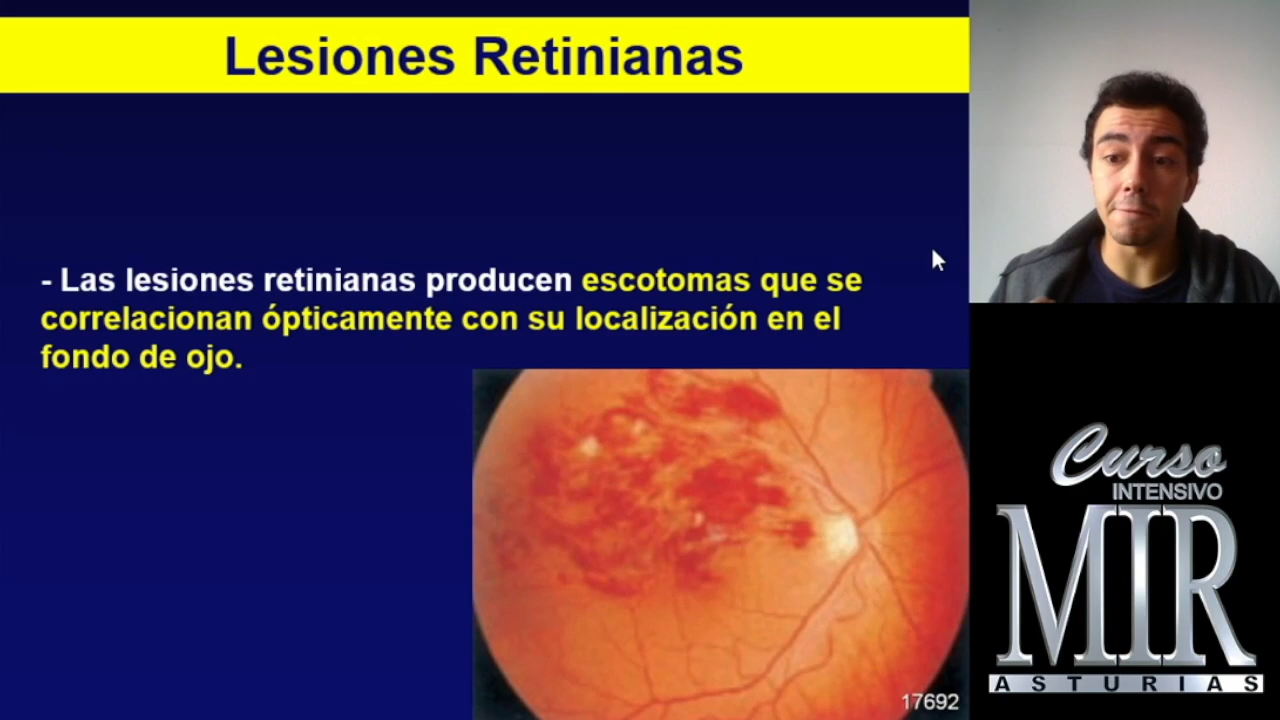 Lesiones Retinianas
- Las lesiones retinianas producen escotomas que se
correlacionan ópticamente con su localización en el
fondo de ojo.
17692
Curso
INTENSIVO
MIR
ASTURIAS